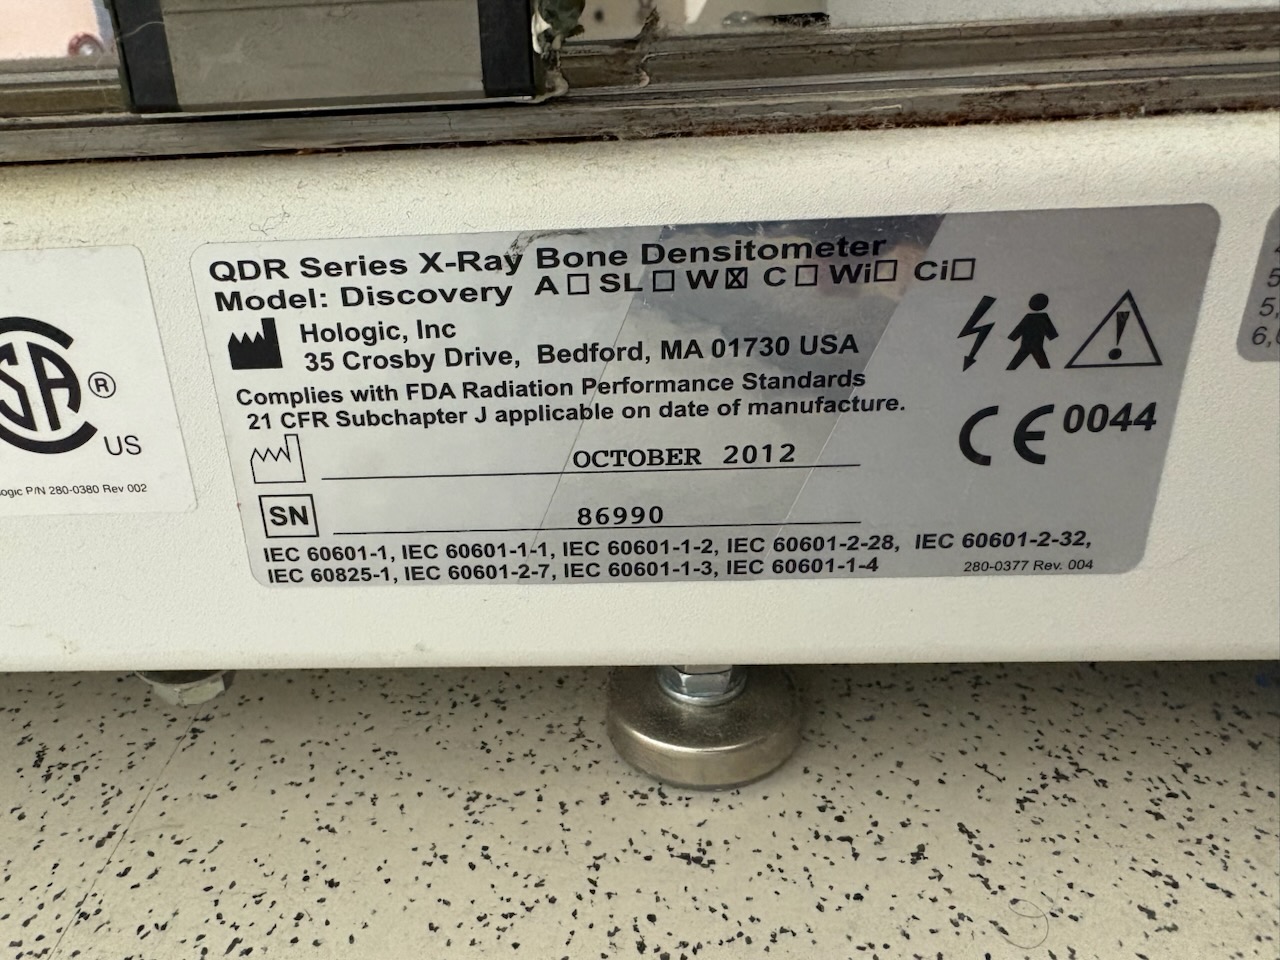 QDR Series X-Ray Bone Densitometer
Model: Discovery A ☐ SL ☐ W ☒ C ☐ Wi ☐ Ci ☐
Hologic, Inc
35 Crosby Drive, Bedford, MA 01730 USA
Complies with FDA Radiation Performance Standards
21 CFR Subchapter J applicable on date of manufacture.
OCTOBER 2012
SN 86990
IEC 60601-1, IEC 60601-1-1, IEC 60601-1-2, IEC 60601-2-28, IEC 60601-2-32,
IEC 60825-1, IEC 60601-2-7, IEC 60601-1-3, IEC 60601-1-4
280-0377 Rev. 004
CE 0044
SA ®
US
P/N 280-0380 Rev 002